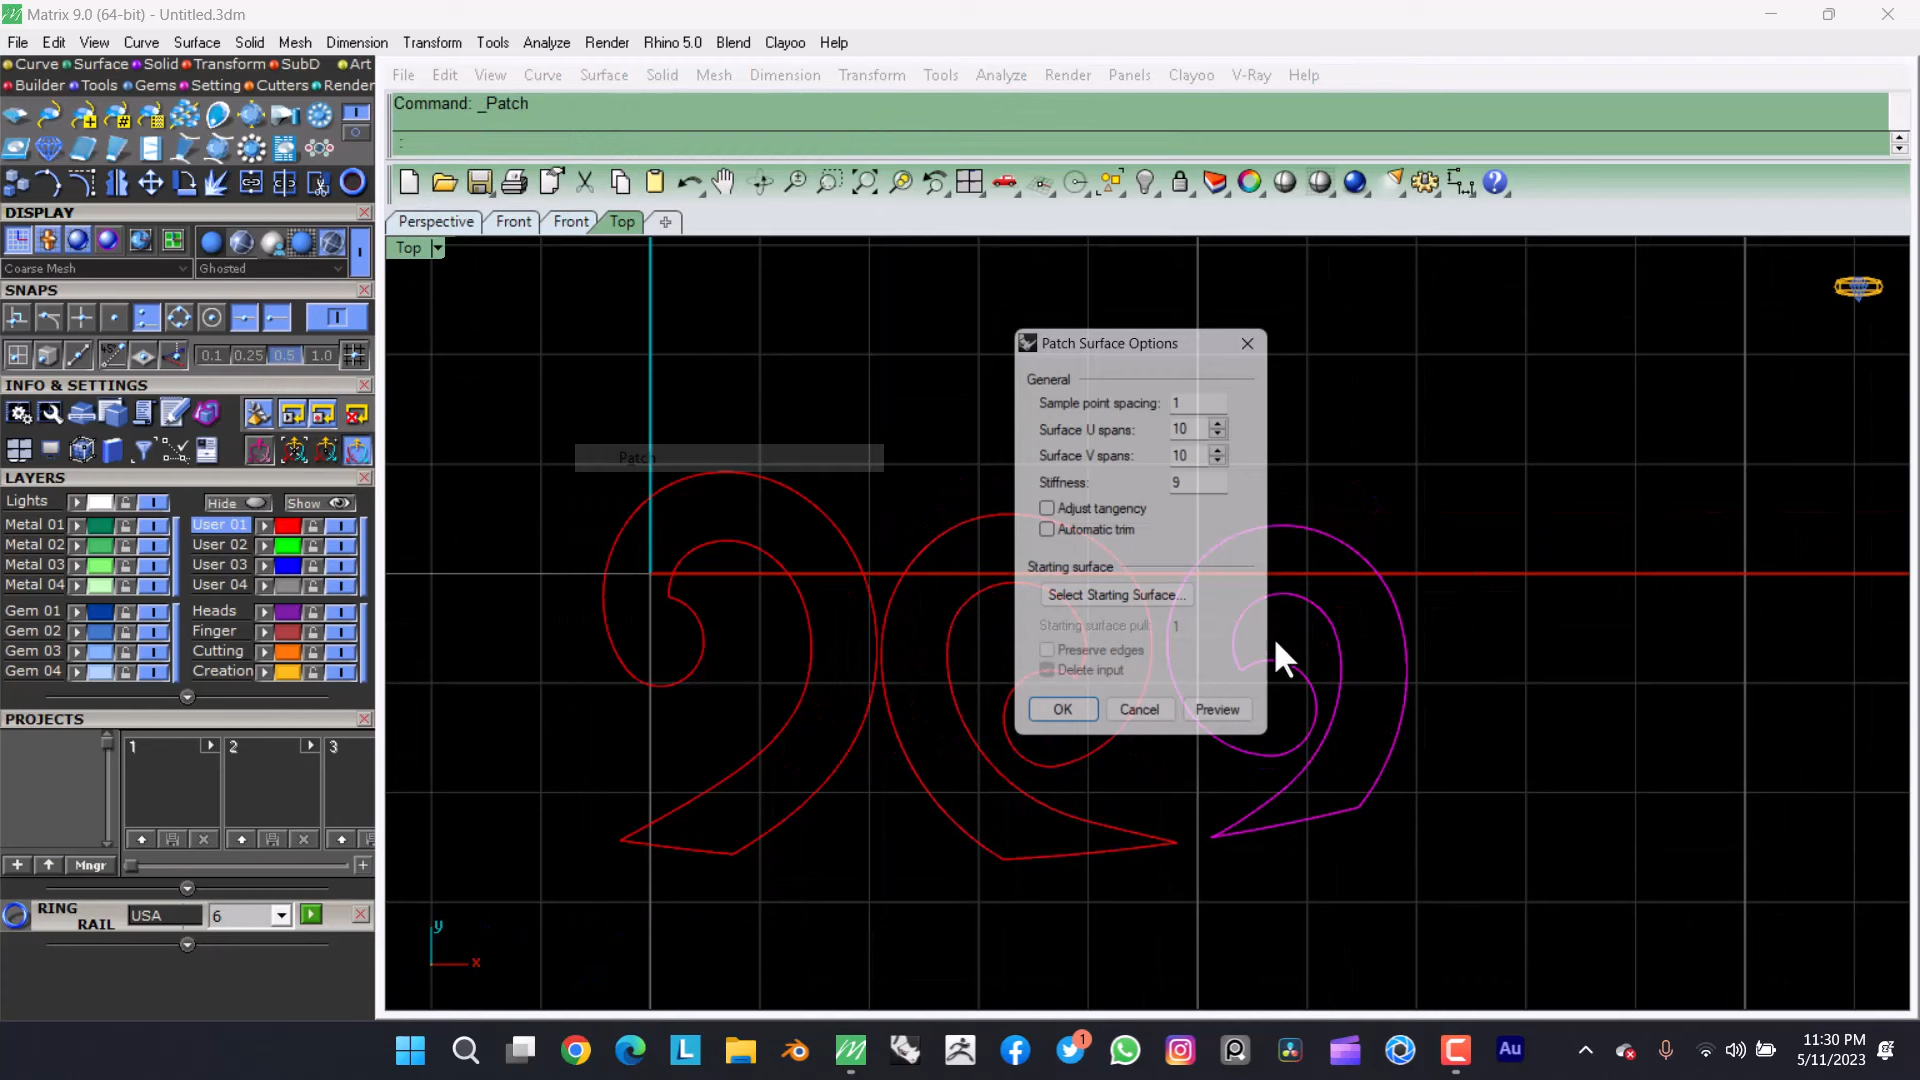 Matrix 9.0 (64-bit) - Untitled.3dm
File Edit View Curve Surface Solid Mesh Dimension Transform Tools Analyze Render Rhino 5.0 Blend Clayoo Help
Curve Surface Solid Transform SubD Art
Builder Tools Gems Setting Cutters Render
File Edit View Curve Surface Solid Mesh Dimension Transform Tools Analyze Render Panels Clayoo V-Ray Help
Command: _Patch
:
Perspective Front Front Top
Top
DISPLAY
Coarse Mesh Ghosted
SNAPS
0.1 0.25 0.5 1.0
INFO & SETTINGS
LAYERS
Lights Hide Show
Metal 01 User 01
Metal 02 User 02
Metal 03 User 03
Metal 04 User 04
Gem 01 Heads
Gem 02 Finger
Gem 03 Cutting
Gem 04 Creation
PROJECTS
1 2 3
Mngr
RING RAIL USA 6
Patch
Patch Surface Options
General
Sample point spacing: 1
Surface U spans: 10
Surface V spans: 10
Stiffness: 9
Adjust tangency
Automatic trim
Starting surface
Select Starting Surface...
Starting surface pull: 1
Preserve edges
Delete input
OK Cancel Preview
y
x
L
1
Au
11:30 PM
5/11/2023